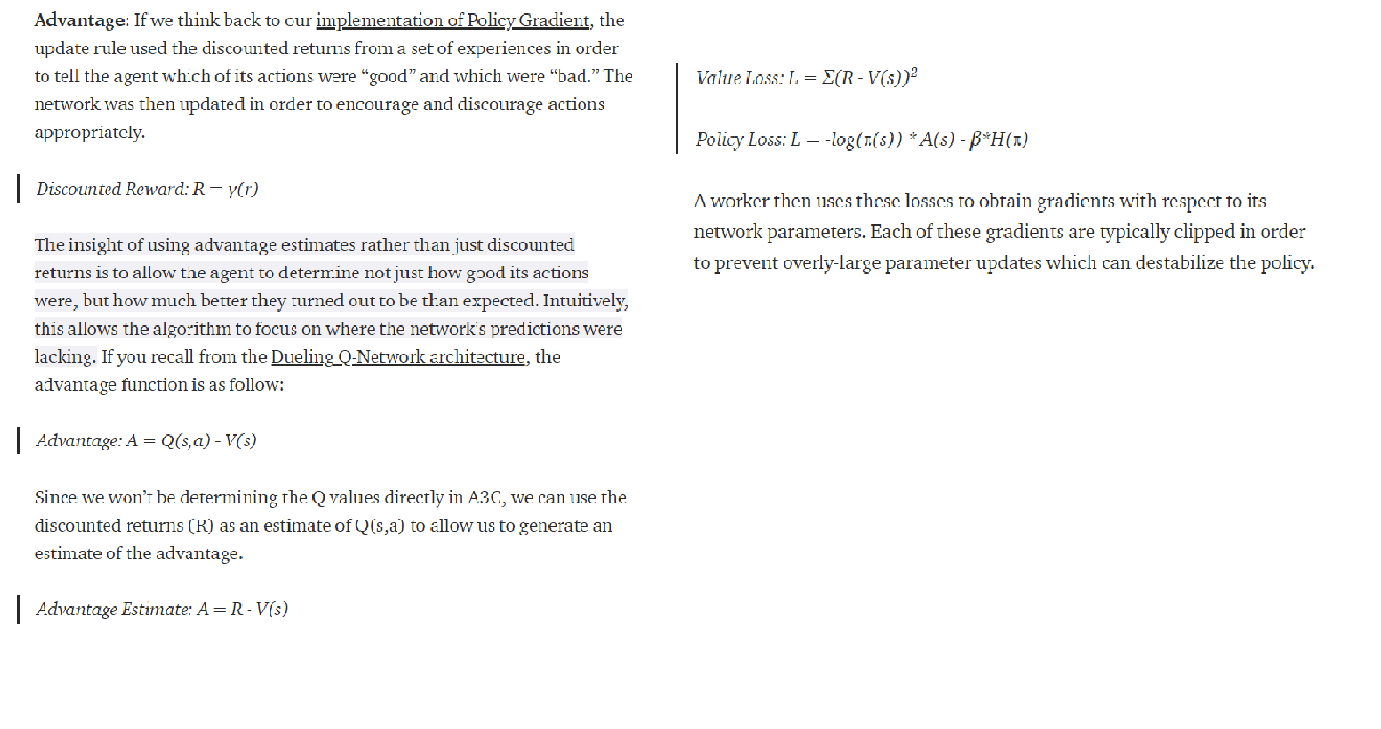 Advantage: If we think back to our implementation of Policy Gradient, the
update rule used the discounted returns from a set of experiences in order
to tell the agent which of its actions were “good” and which were “bad.” The
network was then updated in order to encourage and discourage actions
appropriately.
Discounted Reward: R = γ(r)
The insight of using advantage estimates rather than just discounted
returns is to allow the agent to determine not just how good its actions
were, but how much better they turned out to be than expected. Intuitively,
this allows the algorithm to focus on where the network’s predictions were
lacking. If you recall from the Dueling Q-Network architecture, the
advantage function is as follow:
Advantage: A = Q(s,a) - V(s)
Since we won’t be determining the Q values directly in A3C, we can use the
discounted returns (R) as an estimate of Q(s,a) to allow us to generate an
estimate of the advantage.
Advantage Estimate: A = R - V(s)
Value Loss: L = Σ(R - V(s))²
Policy Loss: L = -log(π(s)) * A(s) - β*H(π)
A worker then uses these losses to obtain gradients with respect to its
network parameters. Each of these gradients are typically clipped in order
to prevent overly-large parameter updates which can destabilize the policy.